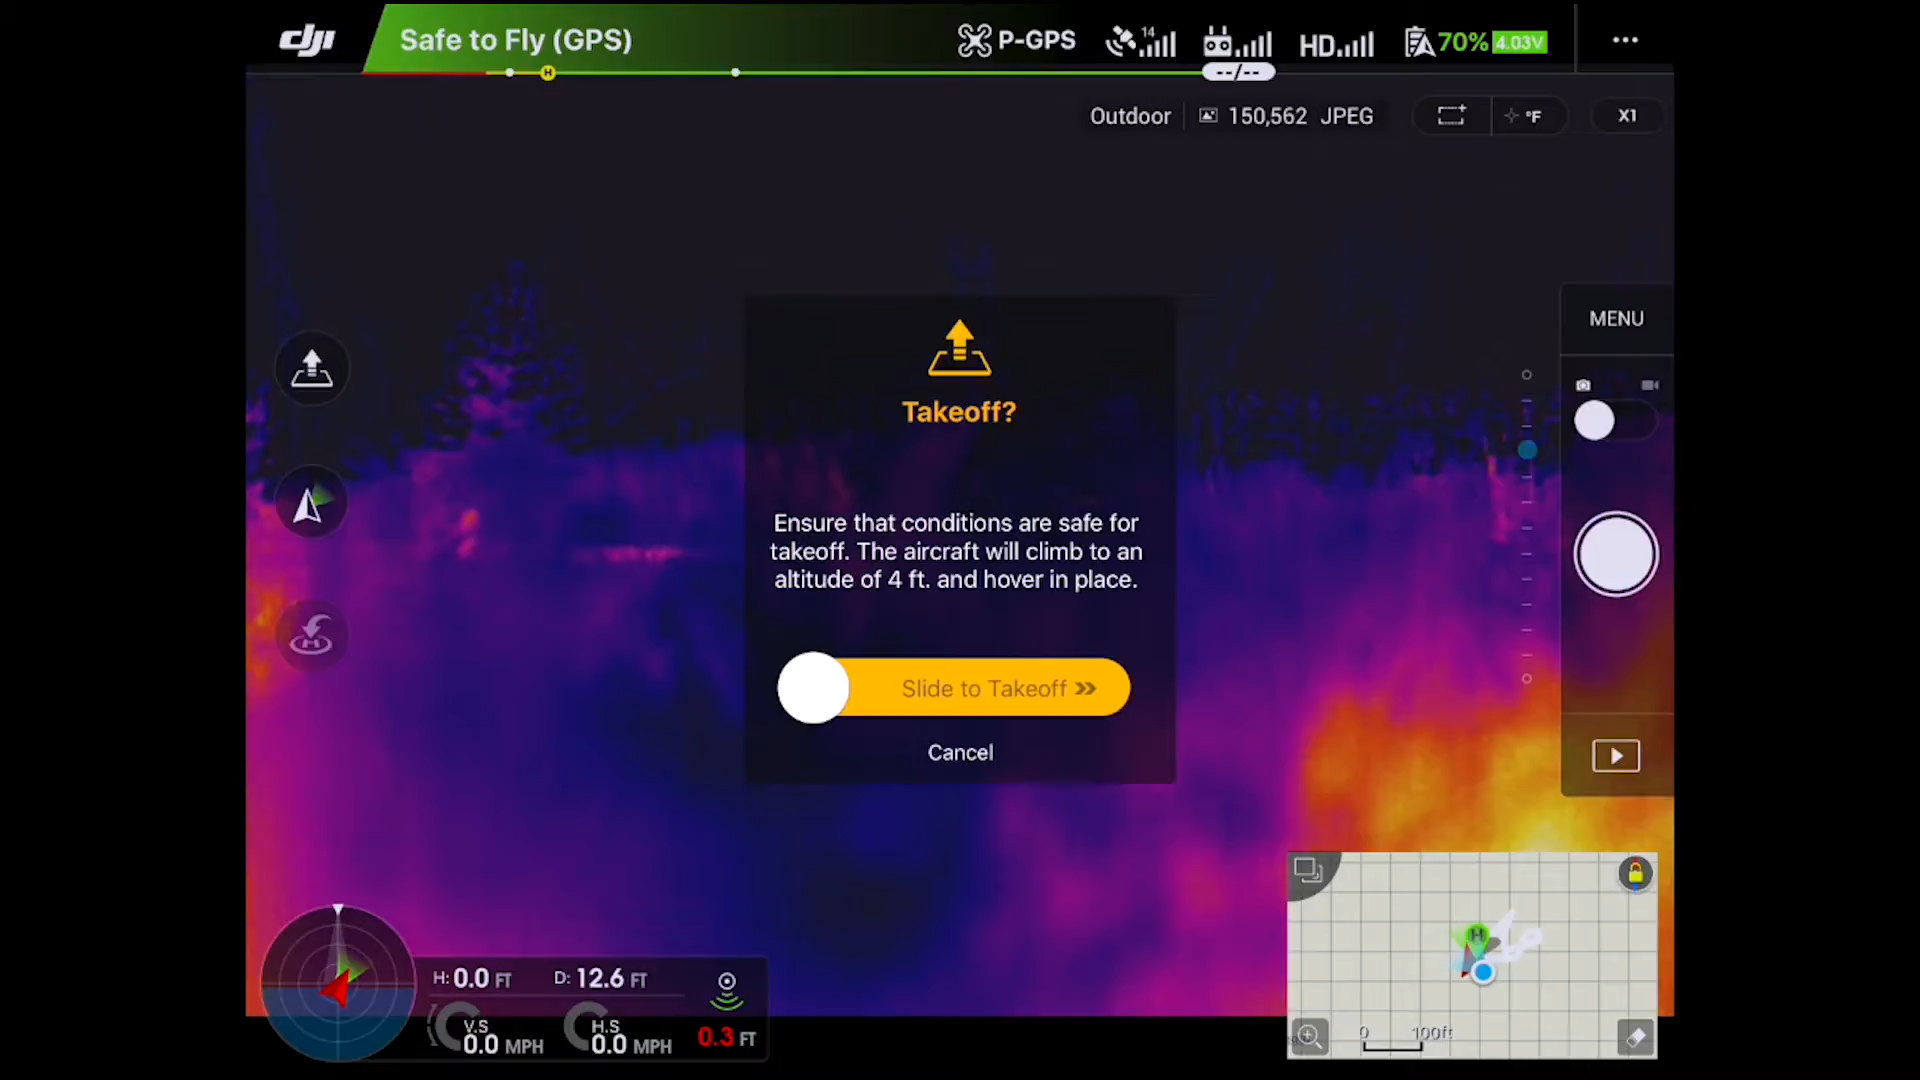 dji
Safe to Fly (GPS)
P-GPS
14
HD
70%
4.03V
H
--/--
Outdoor
150,562 JPEG
°F
X1
MENU
Takeoff?
Ensure that conditions are safe for
takeoff. The aircraft will climb to an
altitude of 4 ft. and hover in place.
Slide to Takeoff
Cancel
H
H: 0.0 FT
D: 12.6 FT
V.S
0.0 MPH
H.S
0.0 MPH
0.3 FT
H
0
100ft